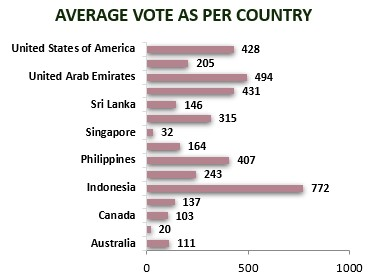 AVERAGE VOTE AS PER COUNTRY
United States of America 428
205
United Arab Emirates 494
431
Sri Lanka 146
315
Singapore 32
164
Philippines 407
243
Indonesia 772
137
Canada 103
20
Australia 111
0 500 1000